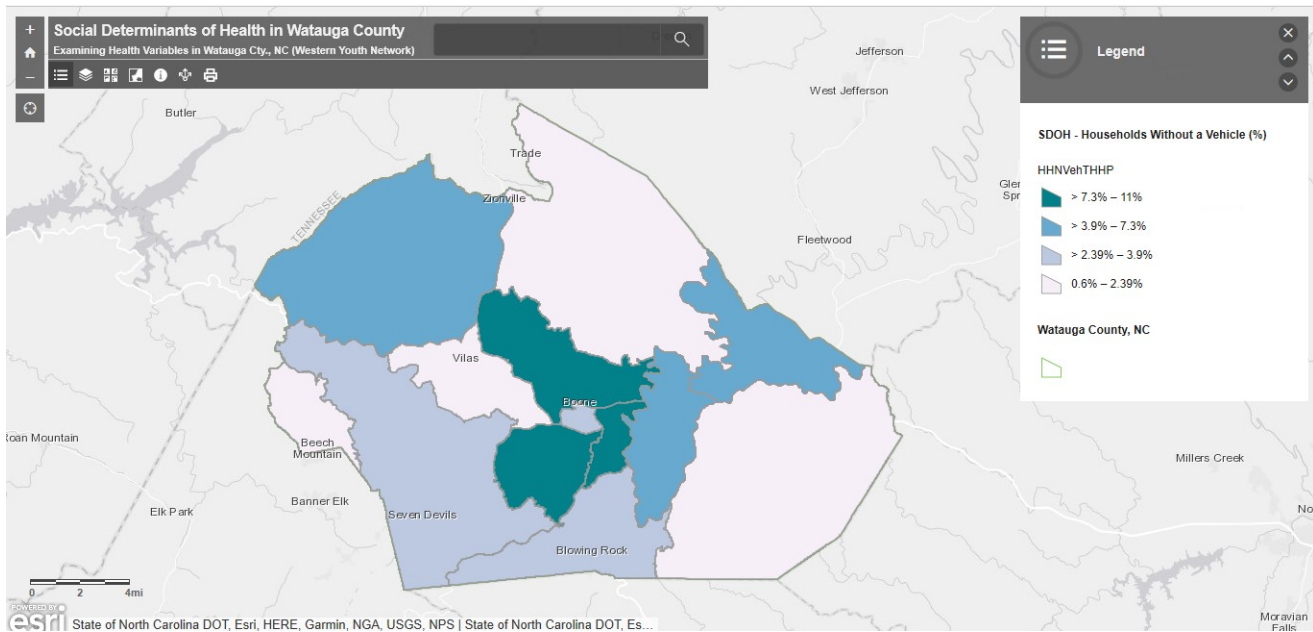 +
Social Determinants of Health in Watauga County
Examining Health Variables in Watauga Cty., NC (Western Youth Network)
–
Legend
SDOH - Households Without a Vehicle (%)
HHNVehTHHP
> 7.3% – 11%
> 3.9% – 7.3%
> 2.39% – 3.9%
0.6% – 2.39%
Watauga County, NC
Jefferson
West Jefferson
Butler
Trade
Zionville
TENNESSEE
Fleetwood
Vilas
Boone
Beech
Mountain
Banner Elk
Elk Park
Seven Devils
Blowing Rock
Millers Creek
Moravian
Falls
0 2 4mi
POWERED BY
esri
State of North Carolina DOT, Esri, HERE, Garmin, NGA, USGS, NPS | State of North Carolina DOT, Es...